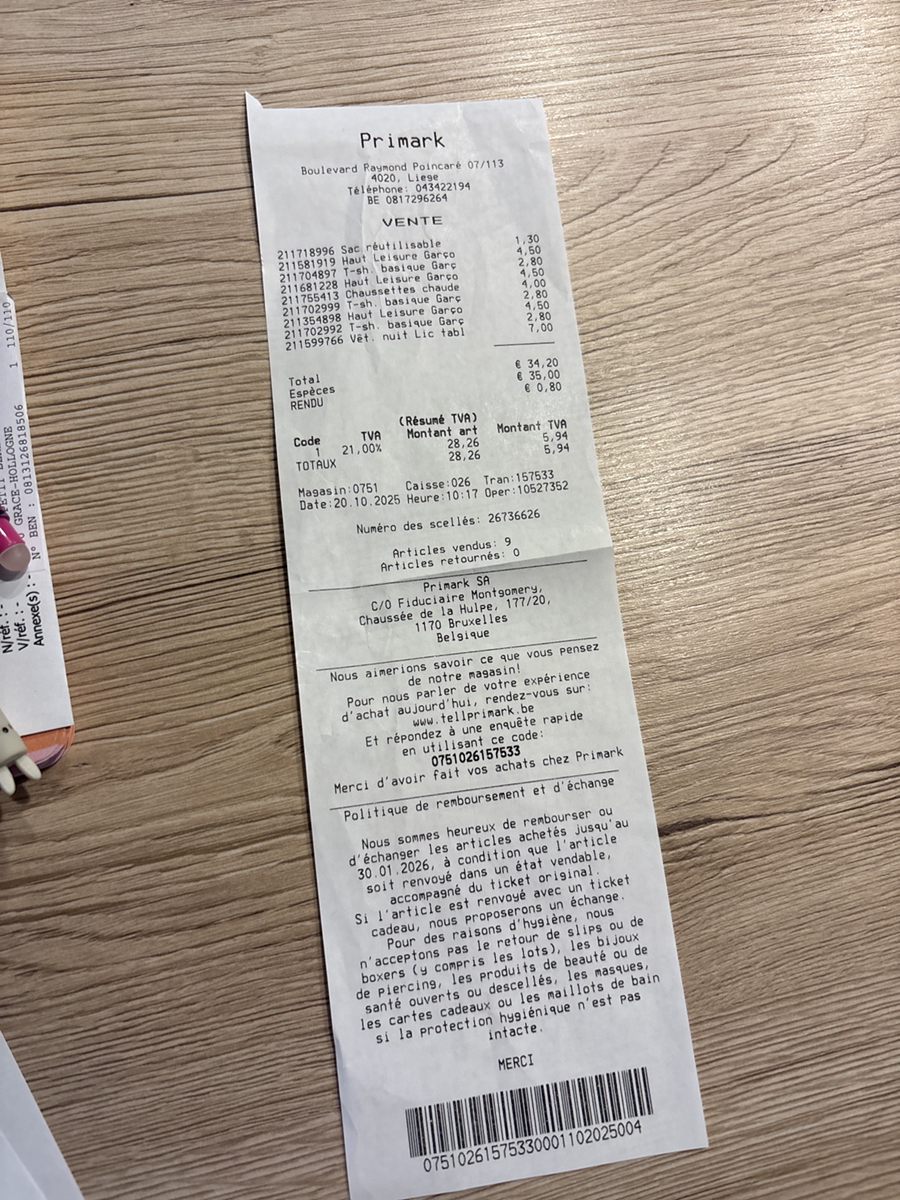 Primark
Boulevard Raymond Poincaré 07/113
4020, Liege
Téléphone: 043422194
BE 0817296264
VENTE
211718996 Sac réutilisable 1,30
211581919 Haut Leisure Garço 4,50
211704897 T-sh. basique Garç 2,80
211681228 Haut Leisure Garço 4,50
211755413 Chaussettes chaude 4,00
211702999 T-sh. basique Garç 2,80
211354898 Haut Leisure Garço 4,50
211702992 T-sh. basique Garç 2,80
211599766 Vêt. nuit Lic tabl 7,00
Total € 34,20
Espèces € 35,00
RENDU € 0,80
(Résumé TVA)
Code TVA Montant art Montant TVA
1 21,00% 28,26 5,94
TOTAUX 28,26 5,94
Magasin:0751 Caisse:026 Tran:157533
Date:20.10.2025 Heure:10:17 Oper:10527352
Numéro des scellés: 26736626
Articles vendus: 9
Articles retournés: 0
Primark SA
C/O Fiduciaire Montgomery,
Chaussée de la Hulpe, 177/20,
1170 Bruxelles
Belgique
Nous aimerions savoir ce que vous pensez
de notre magasin!
Pour nous parler de votre expérience
d'achat aujourd'hui, rendez-vous sur:
www.tellprimark.be
Et répondez à une enquête rapide
en utilisant ce code:
0751026157533
Merci d'avoir fait vos achats chez Primark
Politique de remboursement et d'échange
Nous sommes heureux de rembourser ou
d'échanger les articles achetés jusqu'au
30.01.2026, à condition que l'article
soit renvoyé dans un état vendable,
accompagné du ticket original.
Si l'article est renvoyé avec un ticket
cadeau, nous proposerons un échange.
Pour des raisons d'hygiène, nous
n'acceptons pas le retour de slips ou de
boxers (y compris les lots), les bijoux
de piercing, les produits de beauté ou de
santé ouverts ou descellés, les masques,
les cartes cadeaux ou les maillots de bain
si la protection hygiénique n'est pas
intacte.
MERCI
07510261575330001102025004
1 110/110
GRACE-HOLLOGNE
N° BEN : 0813126818506
N/réf. :-
V/réf. :-
Annexe(s) :-